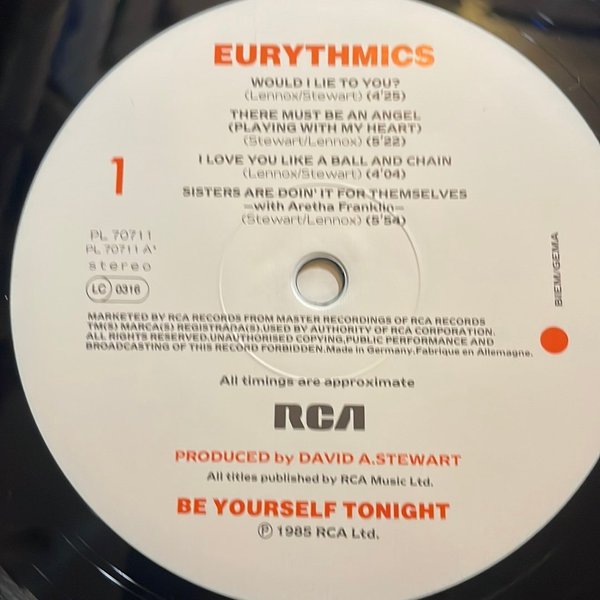 EURYTHMICS
WOULD I LIE TO YOU?
(Lennox/Stewart) (4'25)
THERE MUST BE AN ANGEL
(PLAYING WITH MY HEART)
(Stewart/Lennox) (5'22)
I LOVE YOU LIKE A BALL AND CHAIN
(Lennox/Stewart) (4'04)
SISTERS ARE DOIN' IT FOR THEMSELVES
–with Aretha Franklin–
(Stewart/Lennox) (5'54)
1
PL 70711
PL 70711 A¹
stereo
LC 0316
BIEM/GEMA
MARKETED BY RCA RECORDS FROM MASTER RECORDINGS OF RCA RECORDS
TM(S) MARCA(S) REGISTRADA(S).USED BY AUTHORITY OF RCA CORPORATION.
ALL RIGHTS RESERVED.UNAUTHORISED COPYING,PUBLIC PERFORMANCE AND
BROADCASTING OF THIS RECORD FORBIDDEN.Made in Germany.Fabriqué en Allemagne.
All timings are approximate
RCA
PRODUCED by DAVID A.STEWART
All titles published by RCA Music Ltd.
BE YOURSELF TONIGHT
℗ 1985 RCA Ltd.